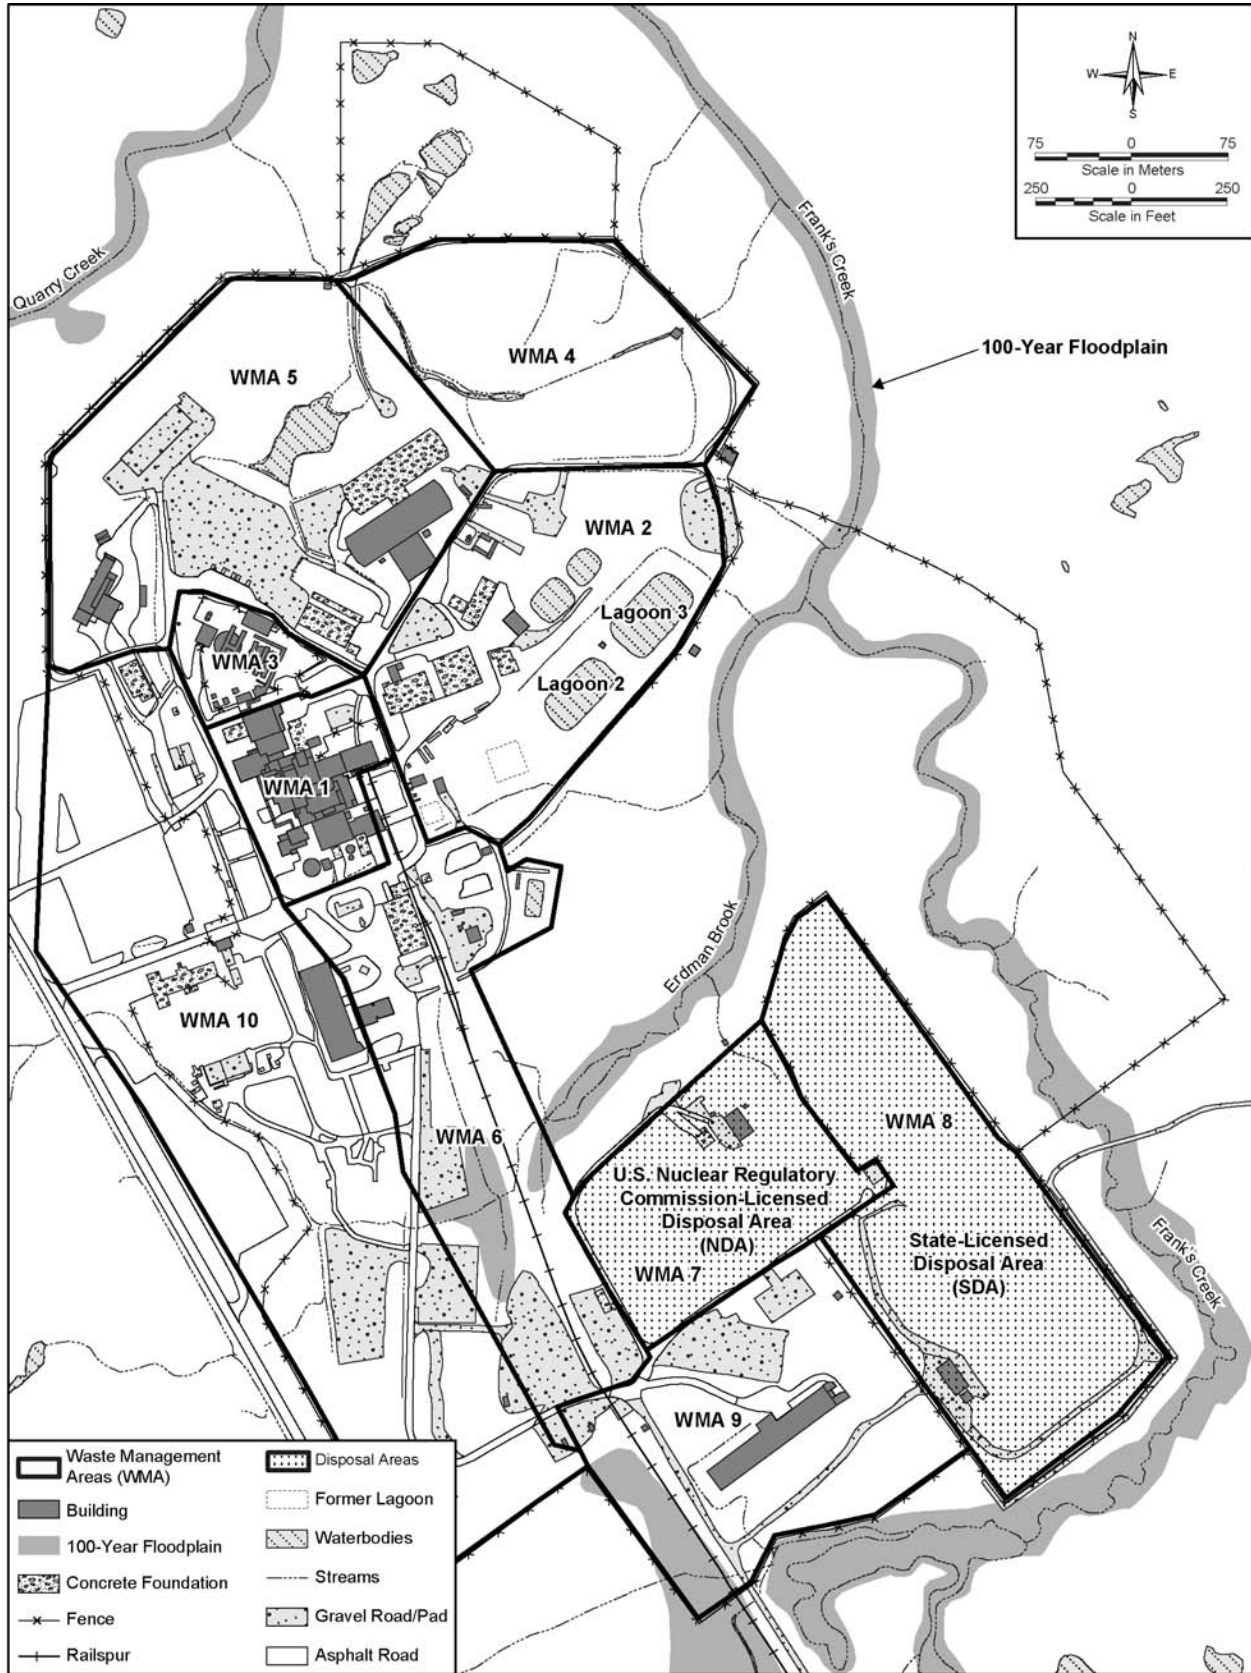 N
W E
S
75 0 75
Scale in Meters
250 0 250
Scale in Feet
Quarry Creek
Frank's Creek
100-Year Floodplain
WMA 4
WMA 5
WMA 2
Lagoon 3
WMA 3
Lagoon 2
WMA 1
Erdman Brook
WMA 10
WMA 8
WMA 6
U.S. Nuclear Regulatory
Commission-Licensed
Disposal Area
(NDA)
WMA 7
State-Licensed
Disposal Area
(SDA)
Frank's Creek
WMA 9
Waste Management
Areas (WMA)
Building
100-Year Floodplain
Concrete Foundation
Fence
Railspur
Disposal Areas
Former Lagoon
Waterbodies
Streams
Gravel Road/Pad
Asphalt Road